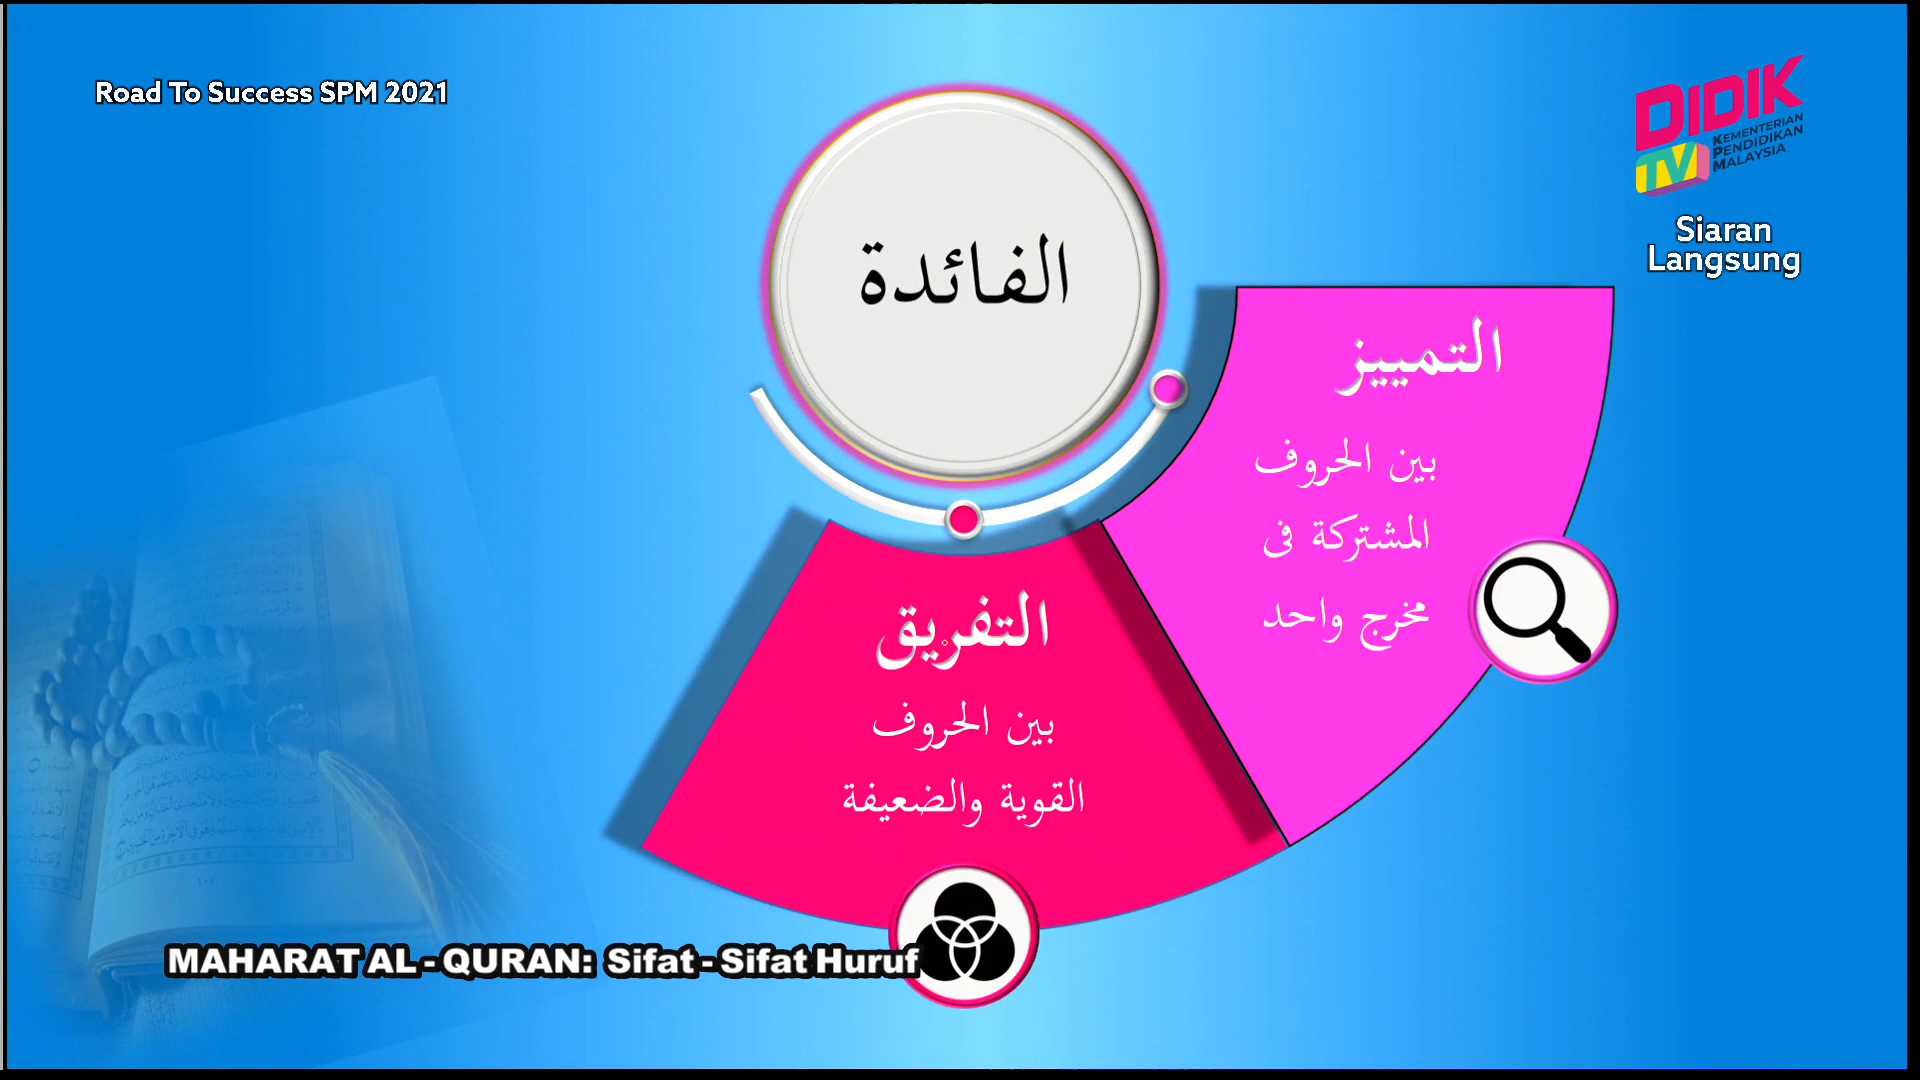 Road To Success SPM 2021
DIDIK
TV
KEMENTERIAN
PENDIDIKAN
MALAYSIA
Siaran
Langsung
الفائدة
التمييز
بين الحروف
المشتركة فى
مخرج واحد
التفريق
بين الحروف
القوية والضعيفة
MAHARAT AL-QURAN: Sifat-Sifat Huruf